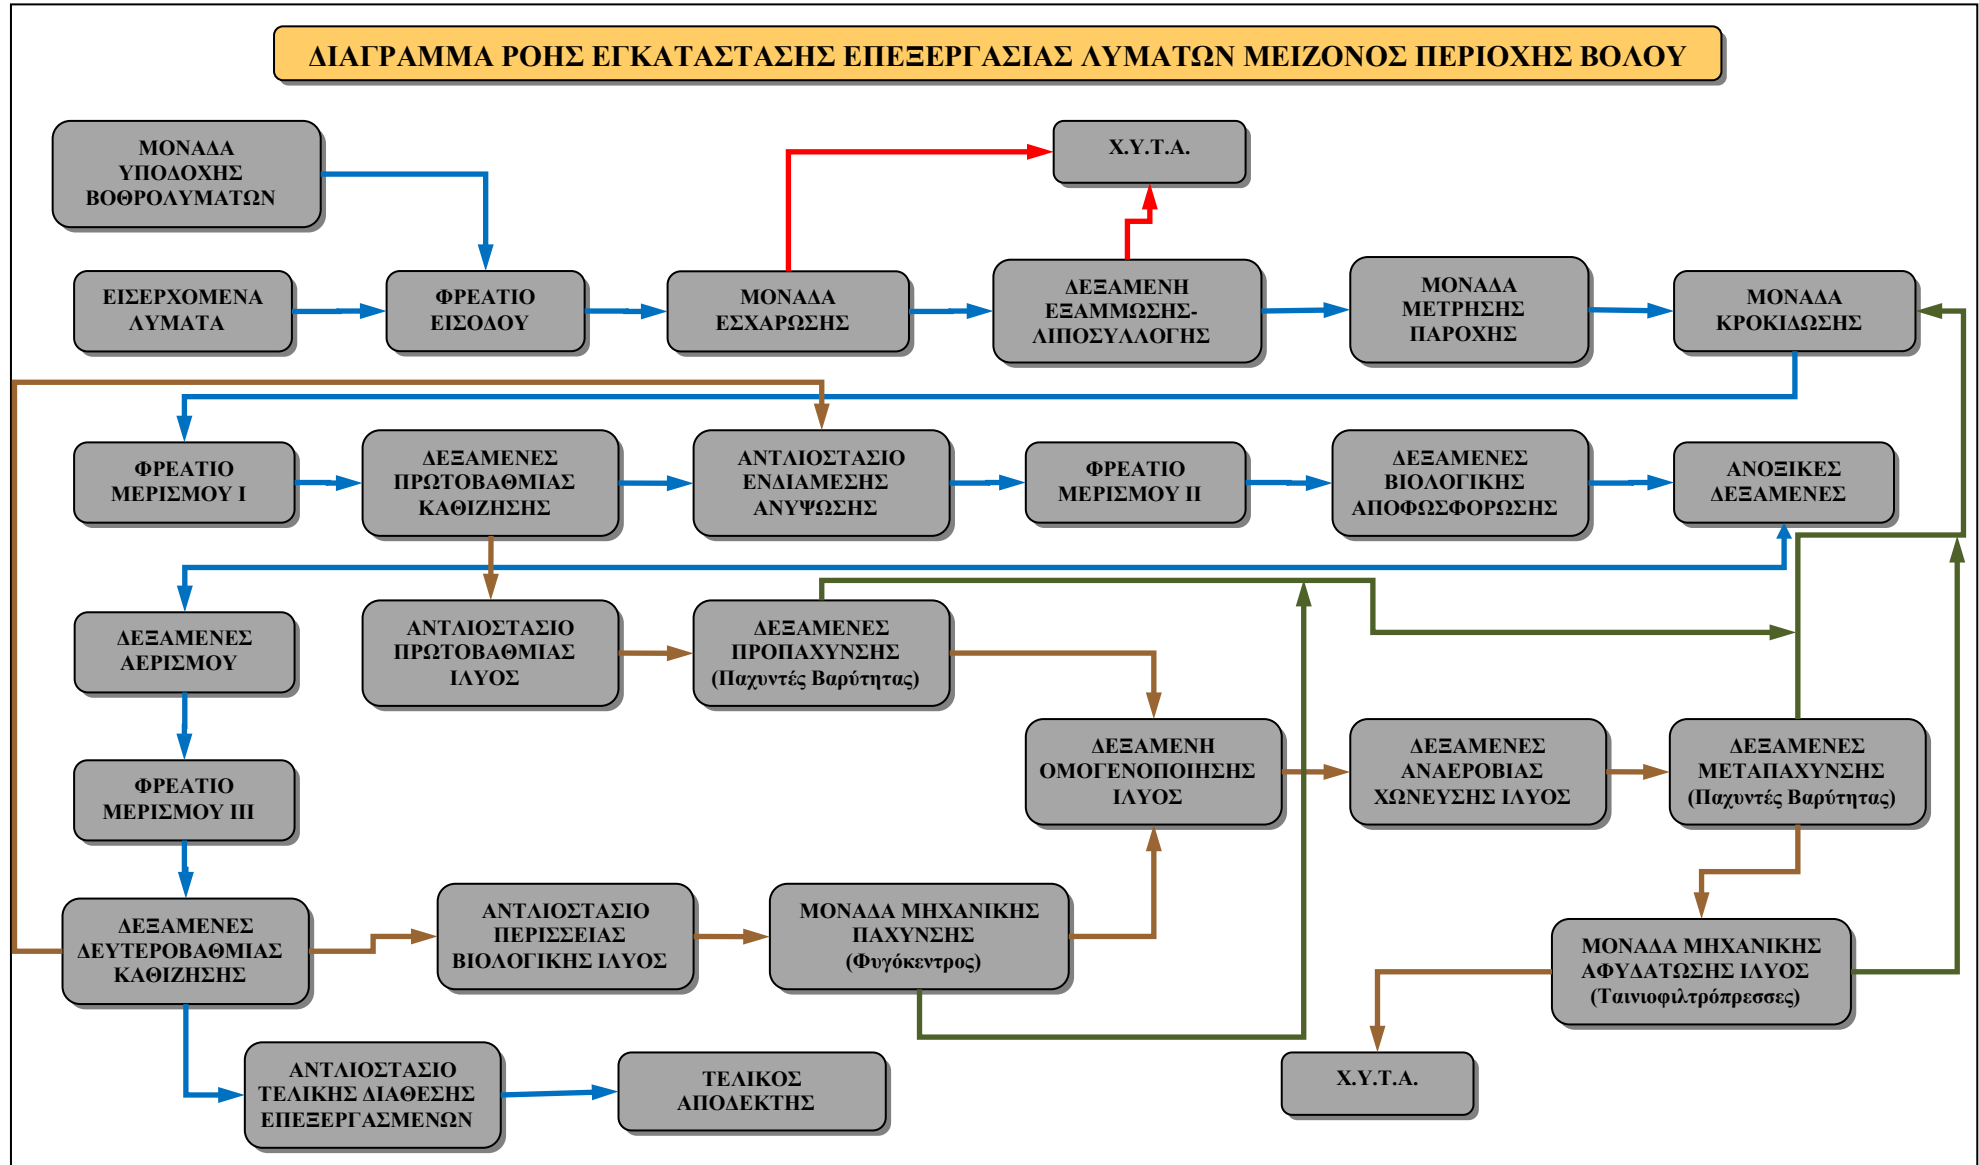 ΔΙΑΓΡΑΜΜΑ ΡΟΗΣ ΕΓΚΑΤΑΣΤΑΣΗΣ ΕΠΕΞΕΡΓΑΣΙΑΣ ΛΥΜΑΤΩΝ ΜΕΙΖΟΝΟΣ ΠΕΡΙΟΧΗΣ ΒΟΛΟΥ
ΜΟΝΑΔΑ
ΥΠΟΔΟΧΗΣ
ΒΟΘΡΟΛΥΜΑΤΩΝ
Χ.Υ.Τ.Α.
ΕΙΣΕΡΧΟΜΕΝΑ
ΛΥΜΑΤΑ
ΦΡΕΑΤΙΟ
ΕΙΣΟΔΟΥ
ΜΟΝΑΔΑ
ΕΣΧΑΡΩΣΗΣ
ΔΕΞΑΜΕΝΗ
ΕΞΑΜΜΩΣΗΣ-
ΛΙΠΟΣΥΛΛΟΓΗΣ
ΜΟΝΑΔΑ
ΜΕΤΡΗΣΗΣ
ΠΑΡΟΧΗΣ
ΜΟΝΑΔΑ
ΚΡΟΚΙΔΩΣΗΣ
ΦΡΕΑΤΙΟ
ΜΕΡΙΣΜΟΥ Ι
ΔΕΞΑΜΕΝΕΣ
ΠΡΩΤΟΒΑΘΜΙΑΣ
ΚΑΘΙΖΗΣΗΣ
ΑΝΤΛΙΟΣΤΑΣΙΟ
ΕΝΔΙΑΜΕΣΗΣ
ΑΝΥΨΩΣΗΣ
ΦΡΕΑΤΙΟ
ΜΕΡΙΣΜΟΥ ΙΙ
ΔΕΞΑΜΕΝΕΣ
ΒΙΟΛΟΓΙΚΗΣ
ΑΠΟΦΩΣΦΟΡΩΣΗΣ
ΑΝΟΞΙΚΕΣ
ΔΕΞΑΜΕΝΕΣ
ΔΕΞΑΜΕΝΕΣ
ΑΕΡΙΣΜΟΥ
ΑΝΤΛΙΟΣΤΑΣΙΟ
ΠΡΩΤΟΒΑΘΜΙΑΣ
ΙΛΥΟΣ
ΔΕΞΑΜΕΝΕΣ
ΠΡΟΠΑΧΥΝΣΗΣ
(Παχυντές Βαρύτητας)
ΦΡΕΑΤΙΟ
ΜΕΡΙΣΜΟΥ ΙΙΙ
ΔΕΞΑΜΕΝΗ
ΟΜΟΓΕΝΟΠΟΙΗΣΗΣ
ΙΛΥΟΣ
ΔΕΞΑΜΕΝΕΣ
ΑΝΑΕΡΟΒΙΑΣ
ΧΩΝΕΥΣΗΣ ΙΛΥΟΣ
ΔΕΞΑΜΕΝΕΣ
ΜΕΤΑΠΑΧΥΝΣΗΣ
(Παχυντές Βαρύτητας)
ΔΕΞΑΜΕΝΕΣ
ΔΕΥΤΕΡΟΒΑΘΜΙΑΣ
ΚΑΘΙΖΗΣΗΣ
ΑΝΤΛΙΟΣΤΑΣΙΟ
ΠΕΡΙΣΣΕΙΑΣ
ΒΙΟΛΟΓΙΚΗΣ ΙΛΥΟΣ
ΜΟΝΑΔΑ ΜΗΧΑΝΙΚΗΣ
ΠΑΧΥΝΣΗΣ
(Φυγόκεντρος)
ΜΟΝΑΔΑ ΜΗΧΑΝΙΚΗΣ
ΑΦΥΔΑΤΩΣΗΣ ΙΛΥΟΣ
(Ταινιοφιλτρόπρεσσες)
ΑΝΤΛΙΟΣΤΑΣΙΟ
ΤΕΛΙΚΗΣ ΔΙΑΘΕΣΗΣ
ΕΠΕΞΕΡΓΑΣΜΕΝΩΝ
ΤΕΛΙΚΟΣ
ΑΠΟΔΕΚΤΗΣ
Χ.Υ.Τ.Α.